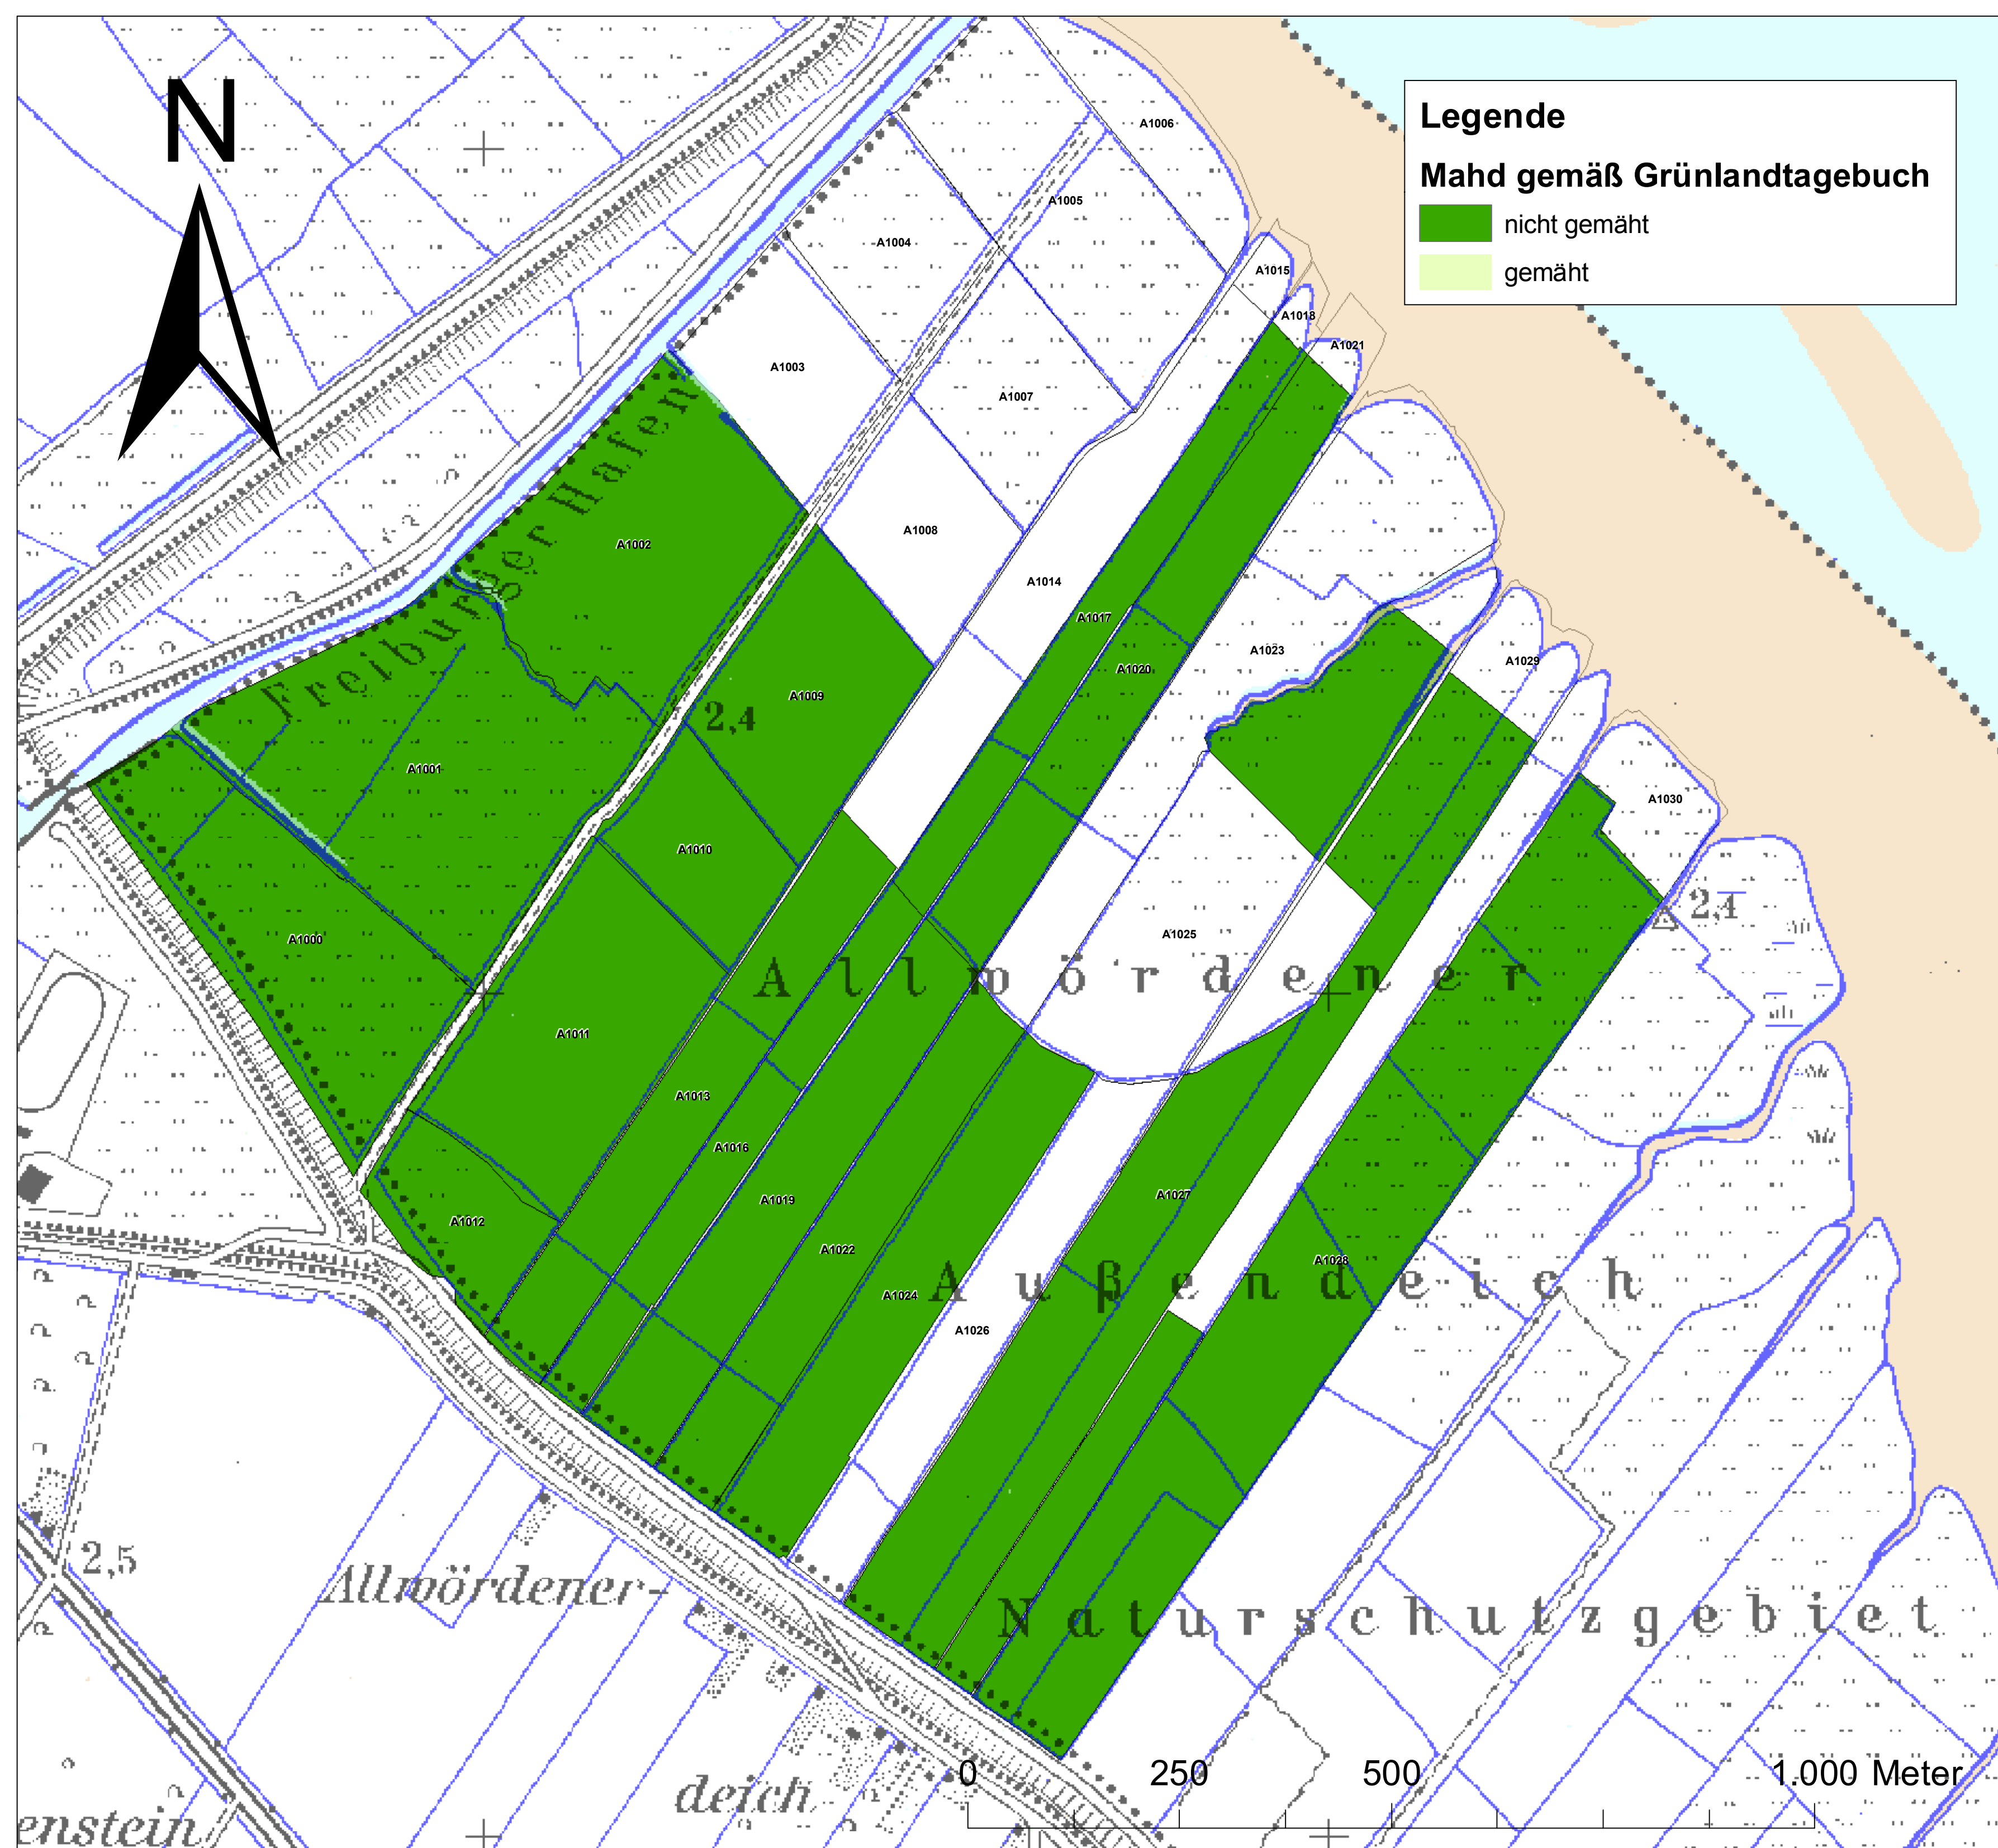 N
Legende
Mahd gemäß Grünlandtagebuch
nicht gemäht
gemäht
A1006
A1005
A1004
A1015
A1018
A1021
A1003
A1007
A1008
A1002
A1014
A1017
A1020
A1023
A1029
A1009
2,4
Freiburger Hafen
A1001
A1010
A1030
2,4
A1025
A1000
Allwördener
A1011
A1013
A1016
A1019
A1027
A1012
A1022
A1028
A1024
Außendeich
A1026
2,5
Allwördener-
Naturschutzgebiet
deich
enstein
0 250 500 1.000 Meter